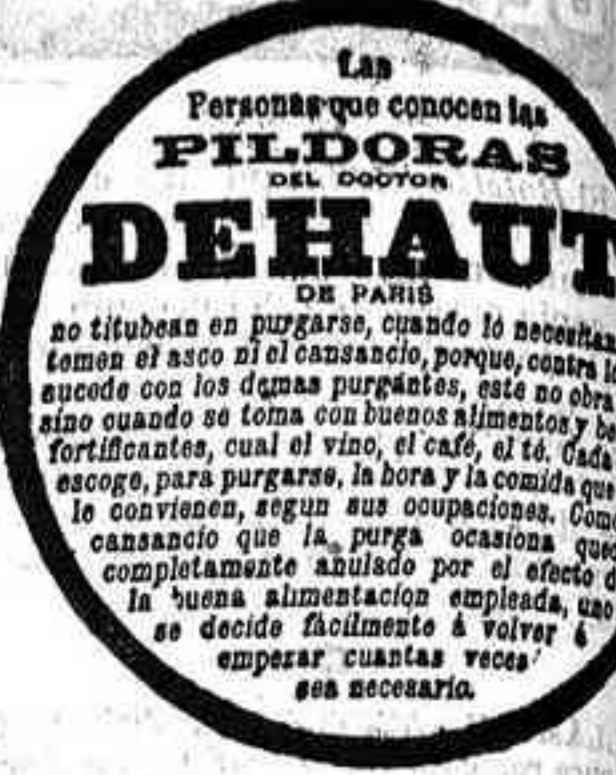 Las
Personas que conocen las
PILDORAS
DEL DOCTOR
DEHAUT
DE PARIS
no titubean en purgarse, cuando lo necesitan
temen el asco ni el cansancio, porque, contra lo
sucede con los demas purgantes, este no obra
sino cuando se toma con buenos alimentos y be
fortificantes, cual el vino, el café, el té. Cada
escoge, para purgarse, la hora y la comida que
le convienen, segun sus ocupaciones. Com
cansancio que la purga ocasiona que
completamente anulado por el efecto
la buena alimentacion empleada, uno
se decide fácilmente á volver á
empezar cuantas veces
sea necesario.